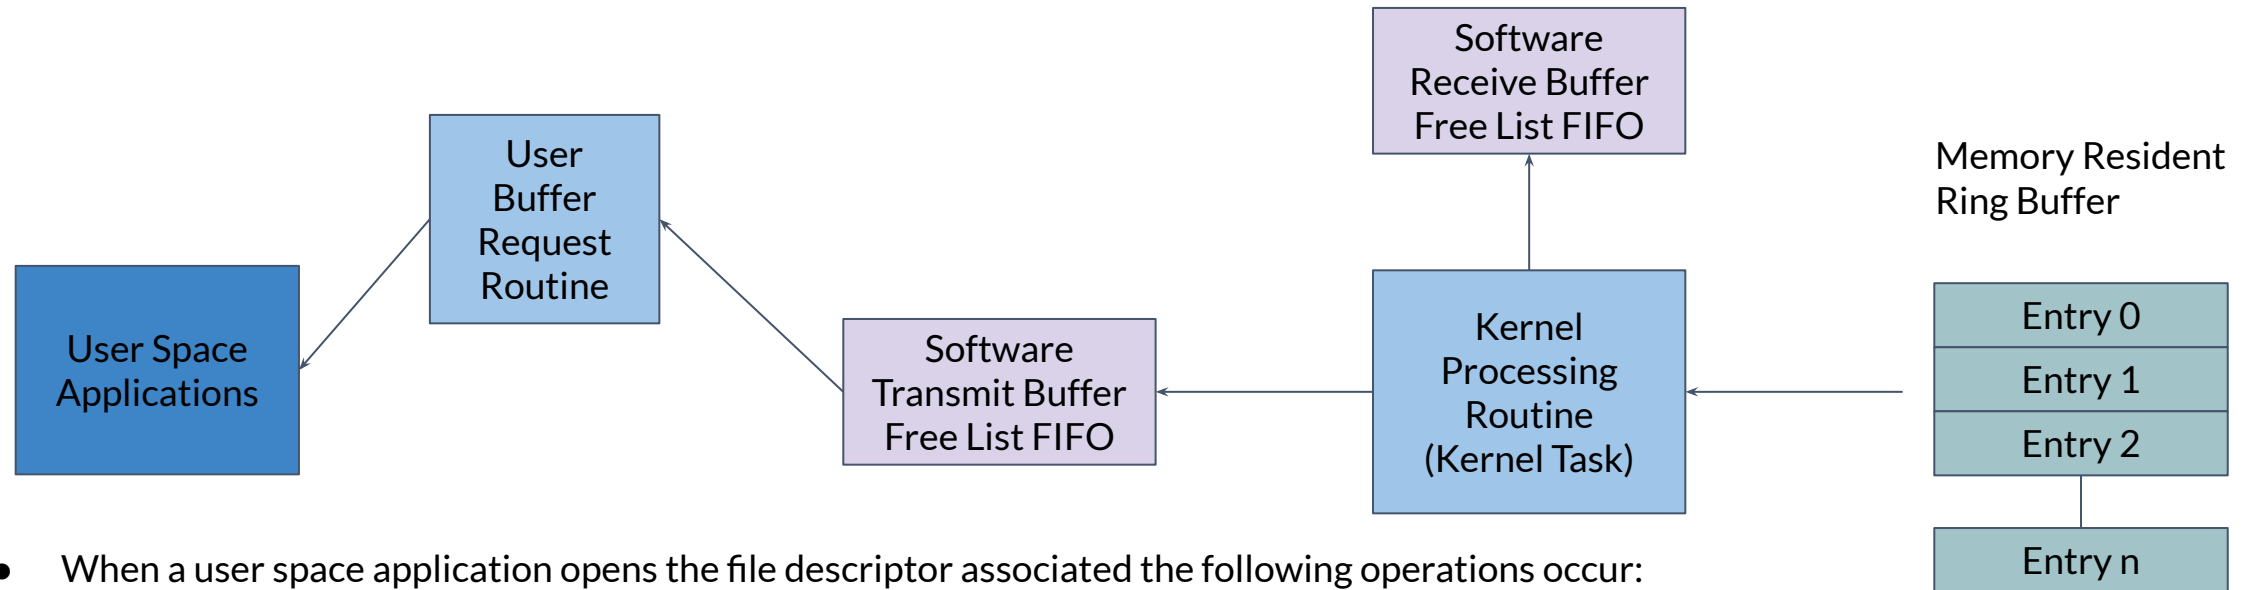 Software
Receive Buffer
Free List FIFO
User
Buffer
Request
Routine
Memory Resident
Ring Buffer
User Space
Applications
Software
Transmit Buffer
Free List FIFO
Kernel
Processing
Routine
(Kernel Task)
Entry 0
Entry 1
Entry 2
Entry n
● When a user space application opens the file descriptor associated the following operations occur: